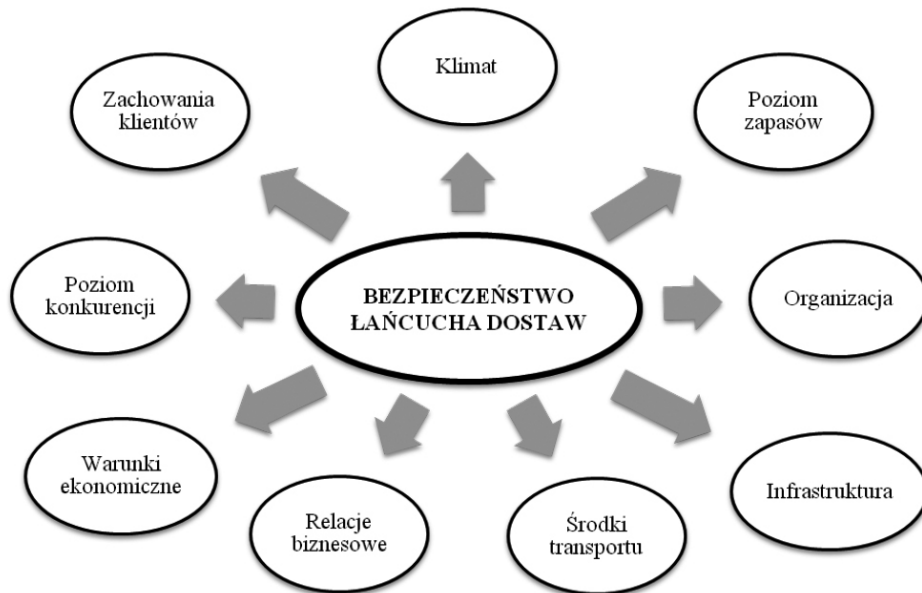 Klimat
Zachowania
klientów
Poziom
zapasów
Poziom
konkurencji
BEZPIECZEŃSTWO
ŁAŃCUCHA DOSTAW
Organizacja
Warunki
ekonomiczne
Relacje
biznesowe
Środki
transportu
Infrastruktura